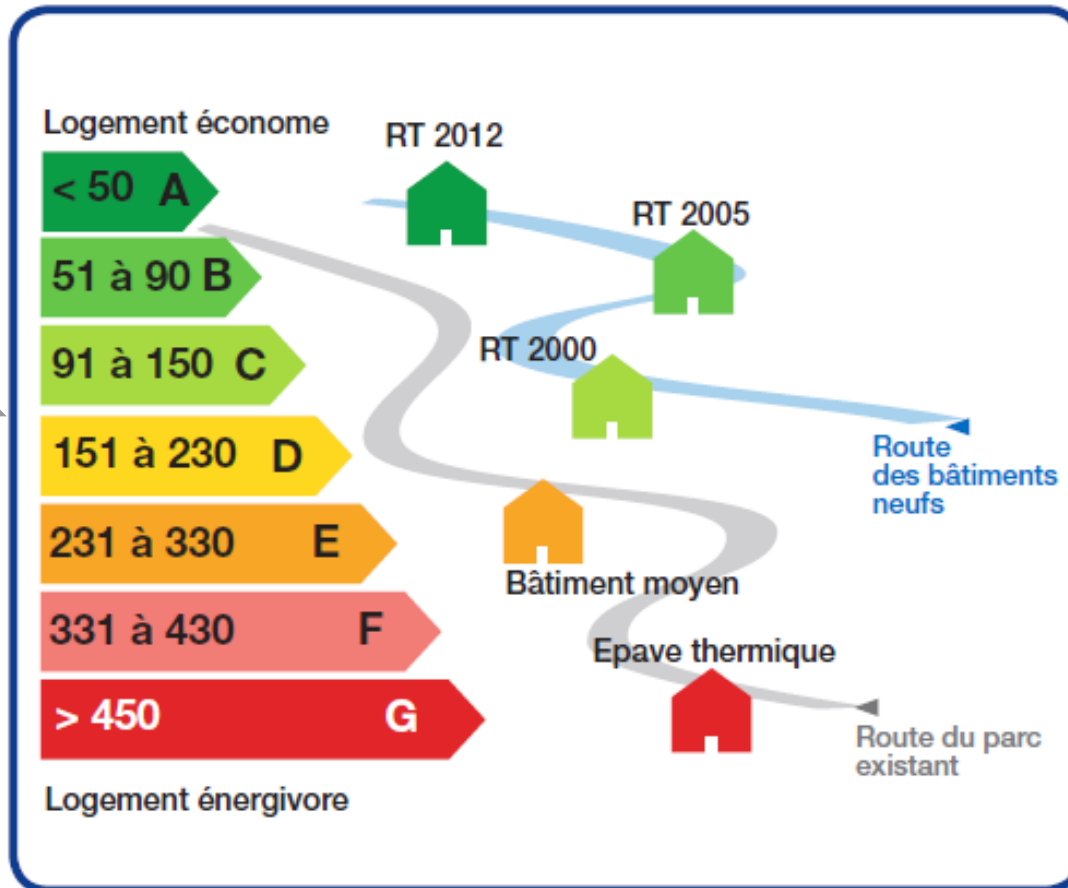 Logement économe
RT 2012
< 50 A
RT 2005
51 à 90 B
RT 2000
91 à 150 C
Route
des bâtiments
neufs
151 à 230 D
231 à 330 E
Bâtiment moyen
331 à 430 F
Epave thermique
> 450 G
Route du parc
existant
Logement énergivore